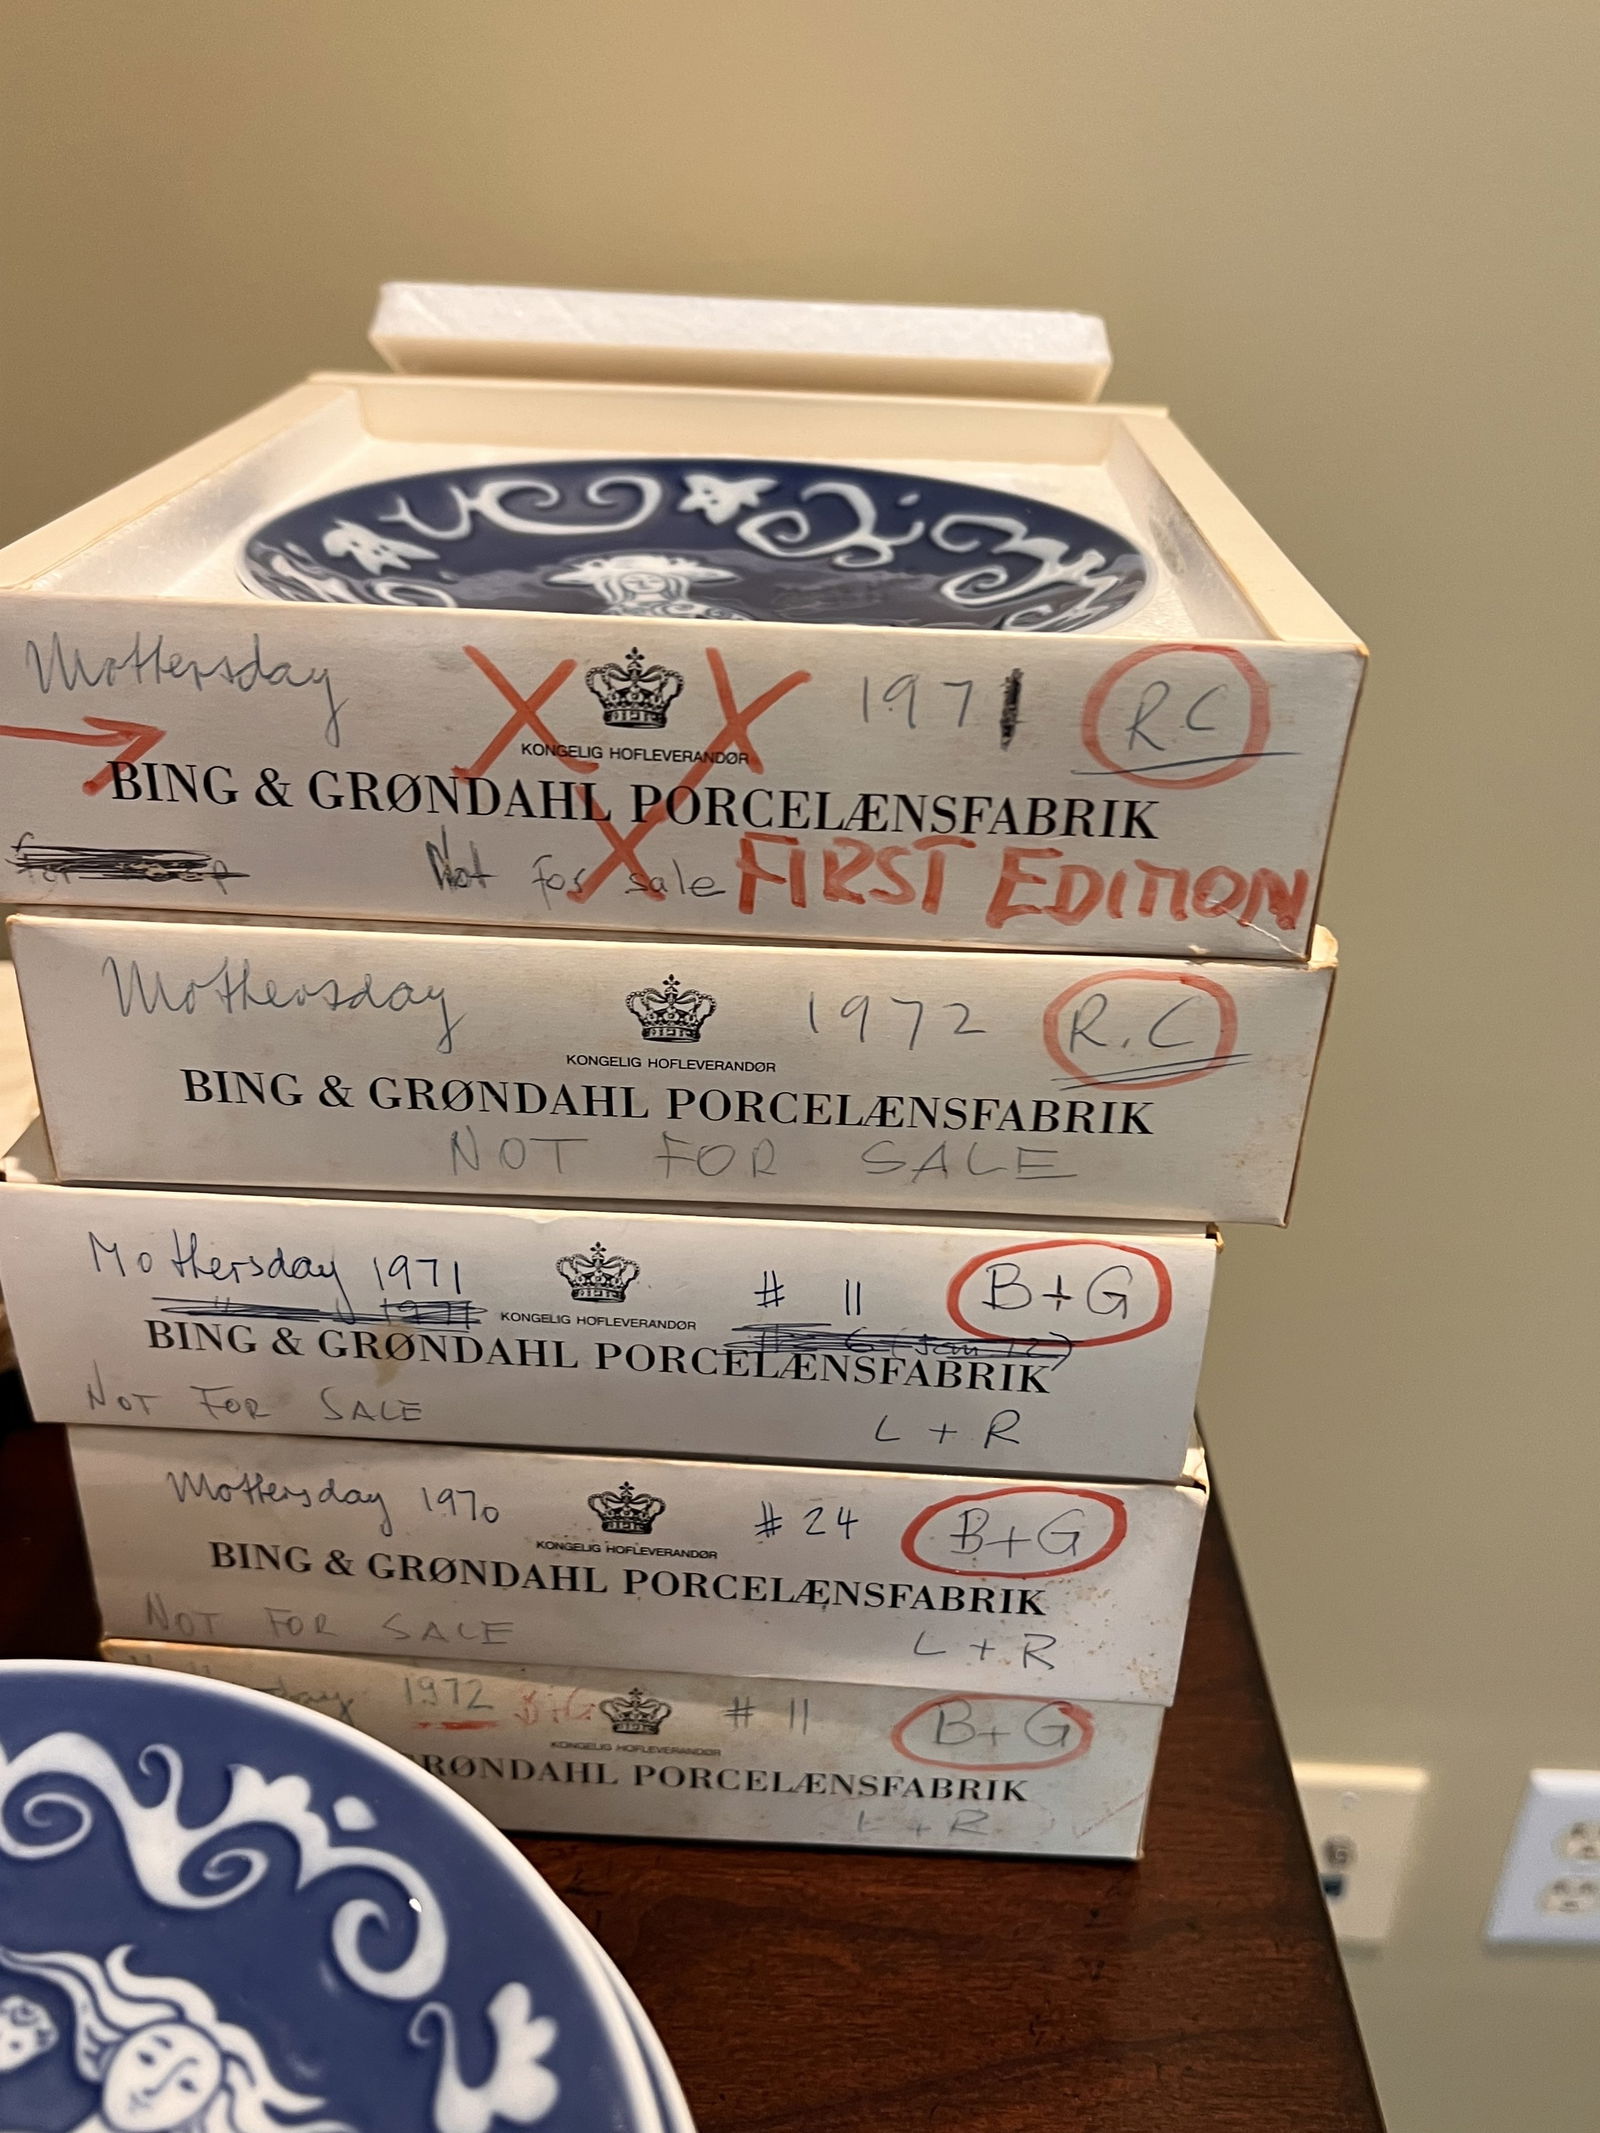 Mothersday 1971 RC
KONGELIG HOFLEVERANDØR
BING & GRØNDAHL PORCELÆNSFABRIK
Not for sale FIRST EDITION
Mothersday 1972 R.C
KONGELIG HOFLEVERANDØR
BING & GRØNDAHL PORCELÆNSFABRIK
NOT FOR SALE
Mothersday 1971 # 11 B+G
KONGELIG HOFLEVERANDØR
BING & GRØNDAHL PORCELÆNSFABRIK
NOT FOR SALE L + R
Mothersday 1970 # 24 B+G
KONGELIG HOFLEVERANDØR
BING & GRØNDAHL PORCELÆNSFABRIK
NOT FOR SALE L + R
1972 B+G # 11 B+G
KONGELIG HOFLEVERANDØR
RØNDAHL PORCELÆNSFABRIK
L + R